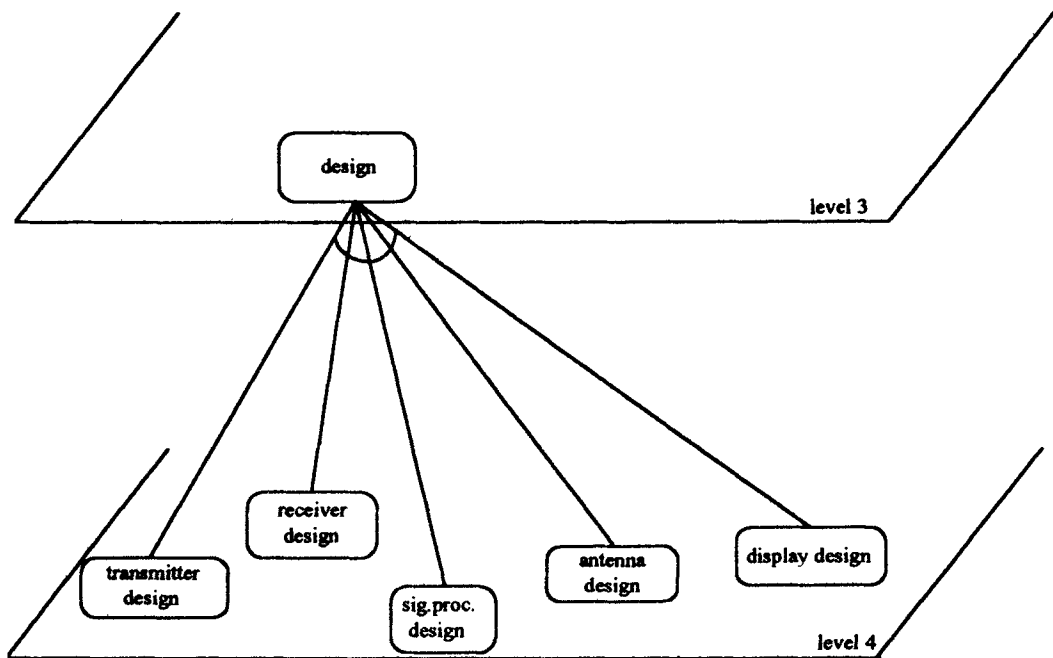 design
level 3
receiver
design
transmitter
design
sig.proc.
design
antenna
design
display design
level 4